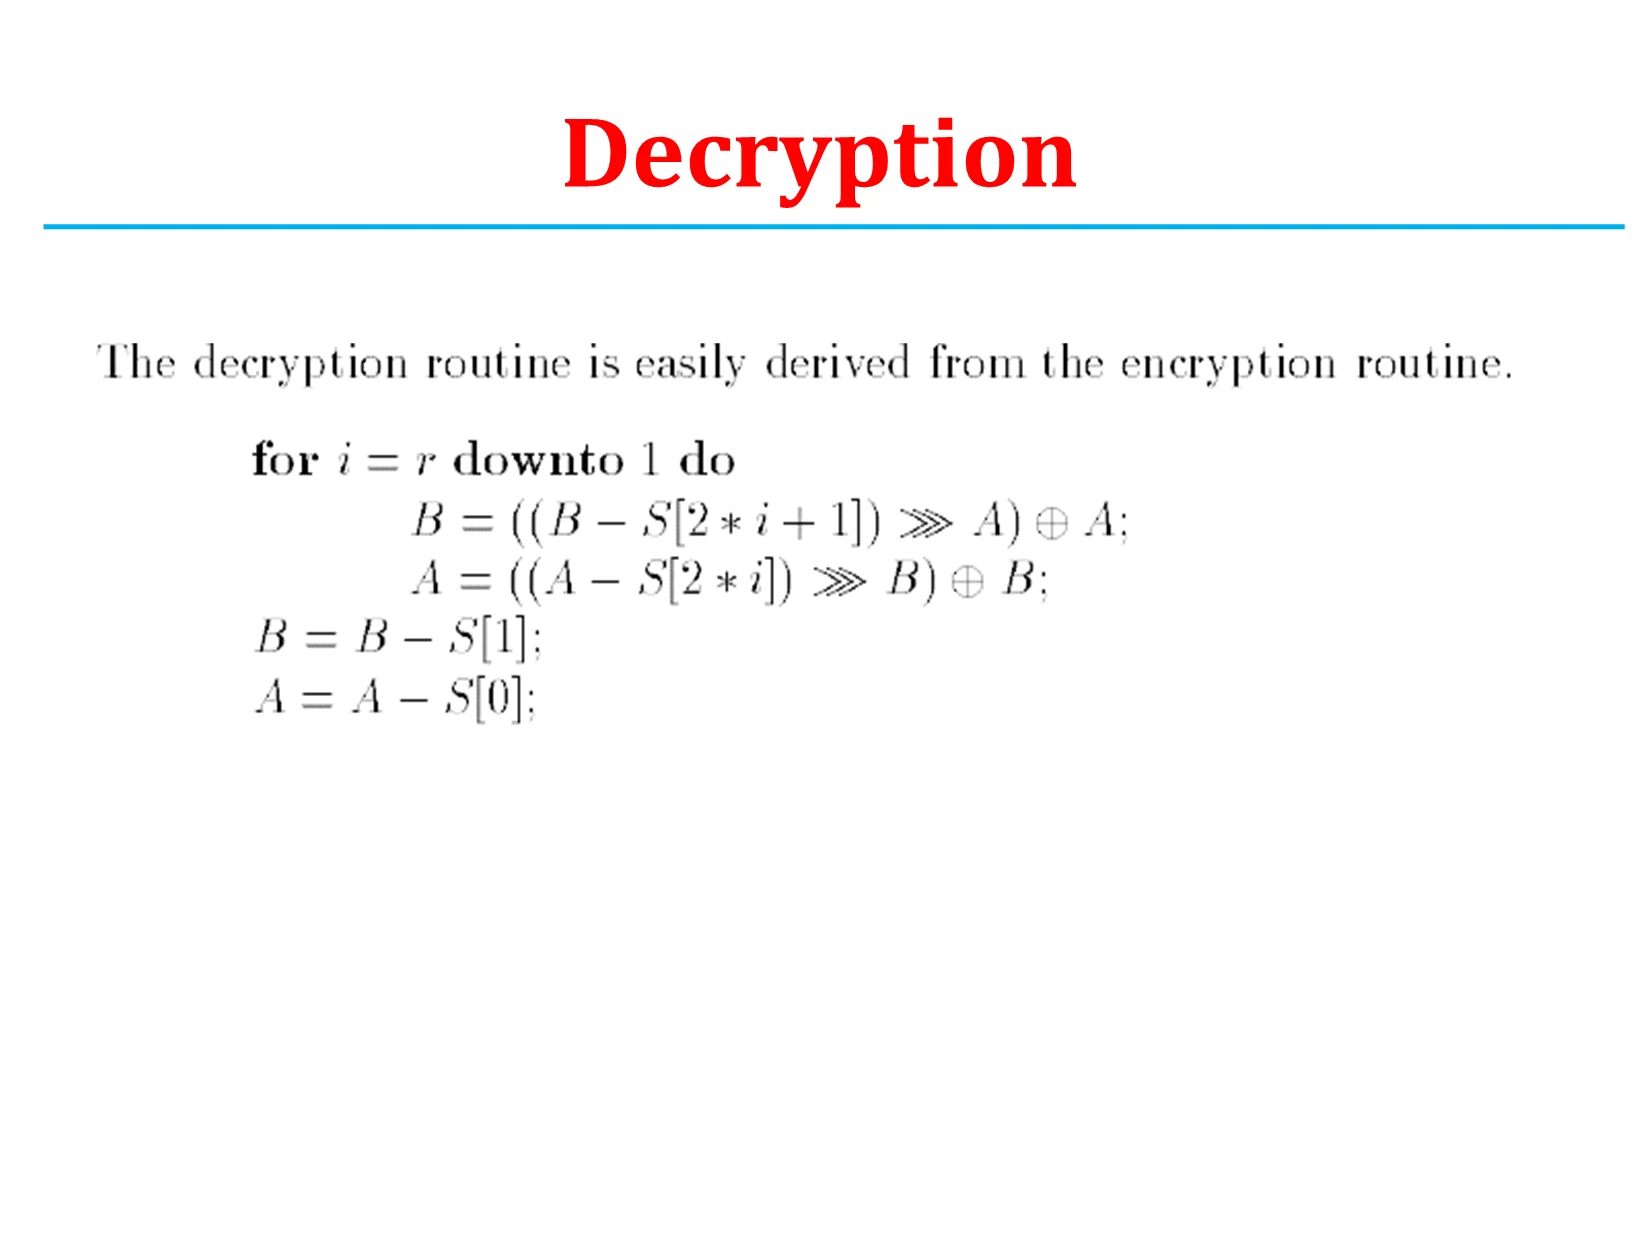 Decryption
The decryption routine is easily derived from the encryption routine.
for i = r downto 1 do
B = ((B − S[2 ∗ i + 1]) ⋙ A) ⊕ A;
A = ((A − S[2 ∗ i]) ⋙ B) ⊕ B;
B = B − S[1];
A = A − S[0];